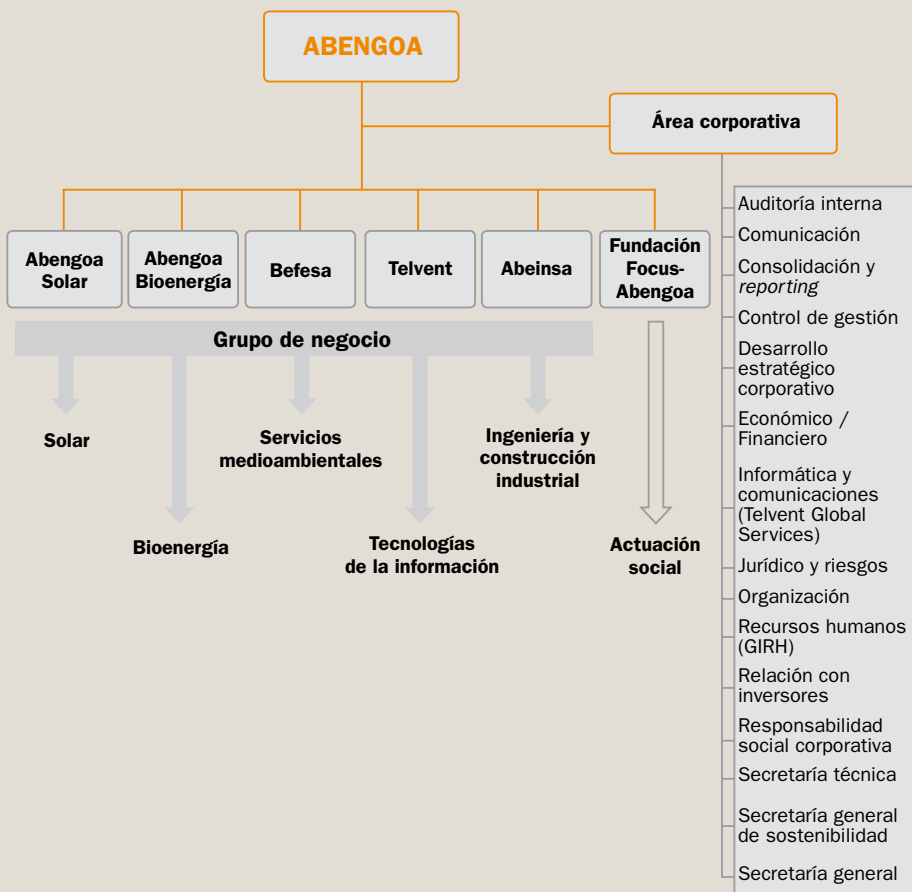 ABENGOA
Área corporativa
Abengoa
Solar
Abengoa
Bioenergía
Befesa
Telvent
Abeinsa
Fundación
Focus-
Abengoa
Grupo de negocio
Solar
Bioenergía
Servicios
medioambientales
Tecnologías
de la información
Ingeniería y
construcción
industrial
Actuación
social
Auditoría interna
Comunicación
Consolidación y
reporting
Control de gestión
Desarrollo
estratégico
corporativo
Económico /
Financiero
Informática y
comunicaciones
(Telvent Global
Services)
Jurídico y riesgos
Organización
Recursos humanos
(GIRH)
Relación con
inversores
Responsabilidad
social corporativa
Secretaría técnica
Secretaría general
de sostenibilidad
Secretaría general